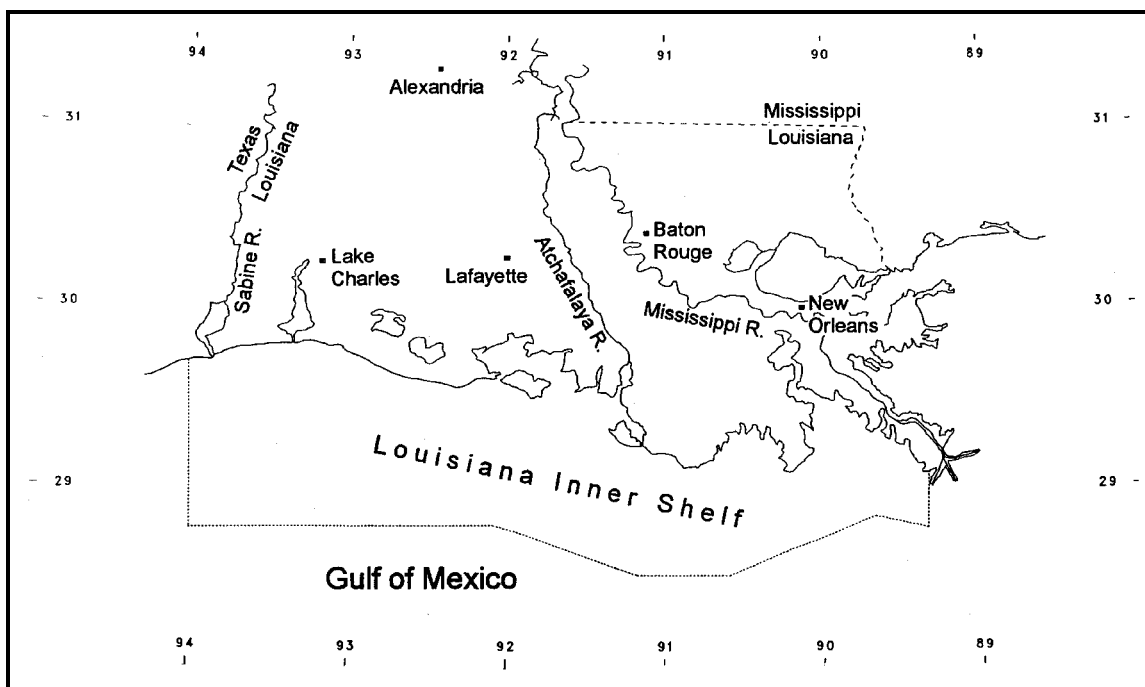 94 93 92 91 90 89
Alexandria
31 31
Mississippi
Louisiana
Texas
Louisiana
Sabine R.
Lake
Charles
Lafayette
Atchafalaya R.
Baton
Rouge
30 30
Mississippi R.
New
Orleans
Louisiana Inner Shelf
29 29
Gulf of Mexico
94 93 92 91 90 89